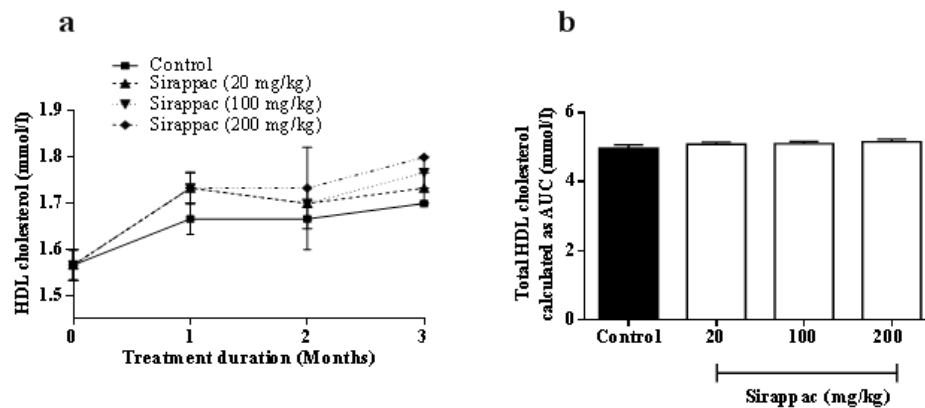 a
Control
Sirappac (20 mg/kg)
Sirappac (100 mg/kg)
Sirappac (200 mg/kg)
HDL cholesterol (mmol/l)
1.9
1.8
1.7
1.6
1.5
0 1 2 3
Treatment duration (Months)
b
Total HDL cholesterol
calculated as AUC (mmol/l)
6
4
2
0
Control 20 100 200
Sirappac (mg/kg)